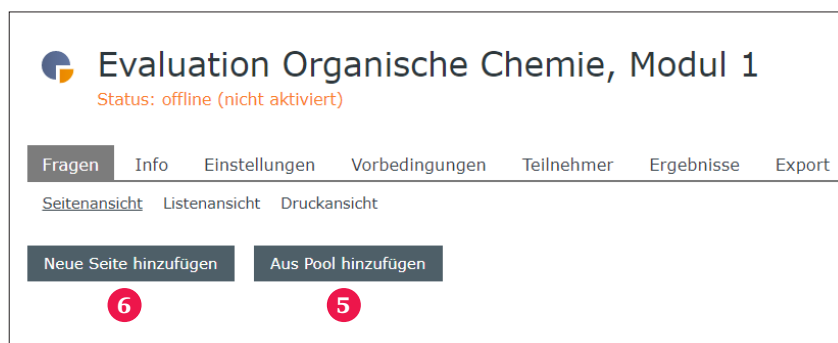 Evaluation Organische Chemie, Modul 1
Status: offline (nicht aktiviert)
Fragen Info Einstellungen Vorbedingungen Teilnehmer Ergebnisse Export
Seitenansicht Listenansicht Druckansicht
Neue Seite hinzufügen Aus Pool hinzufügen
6 5